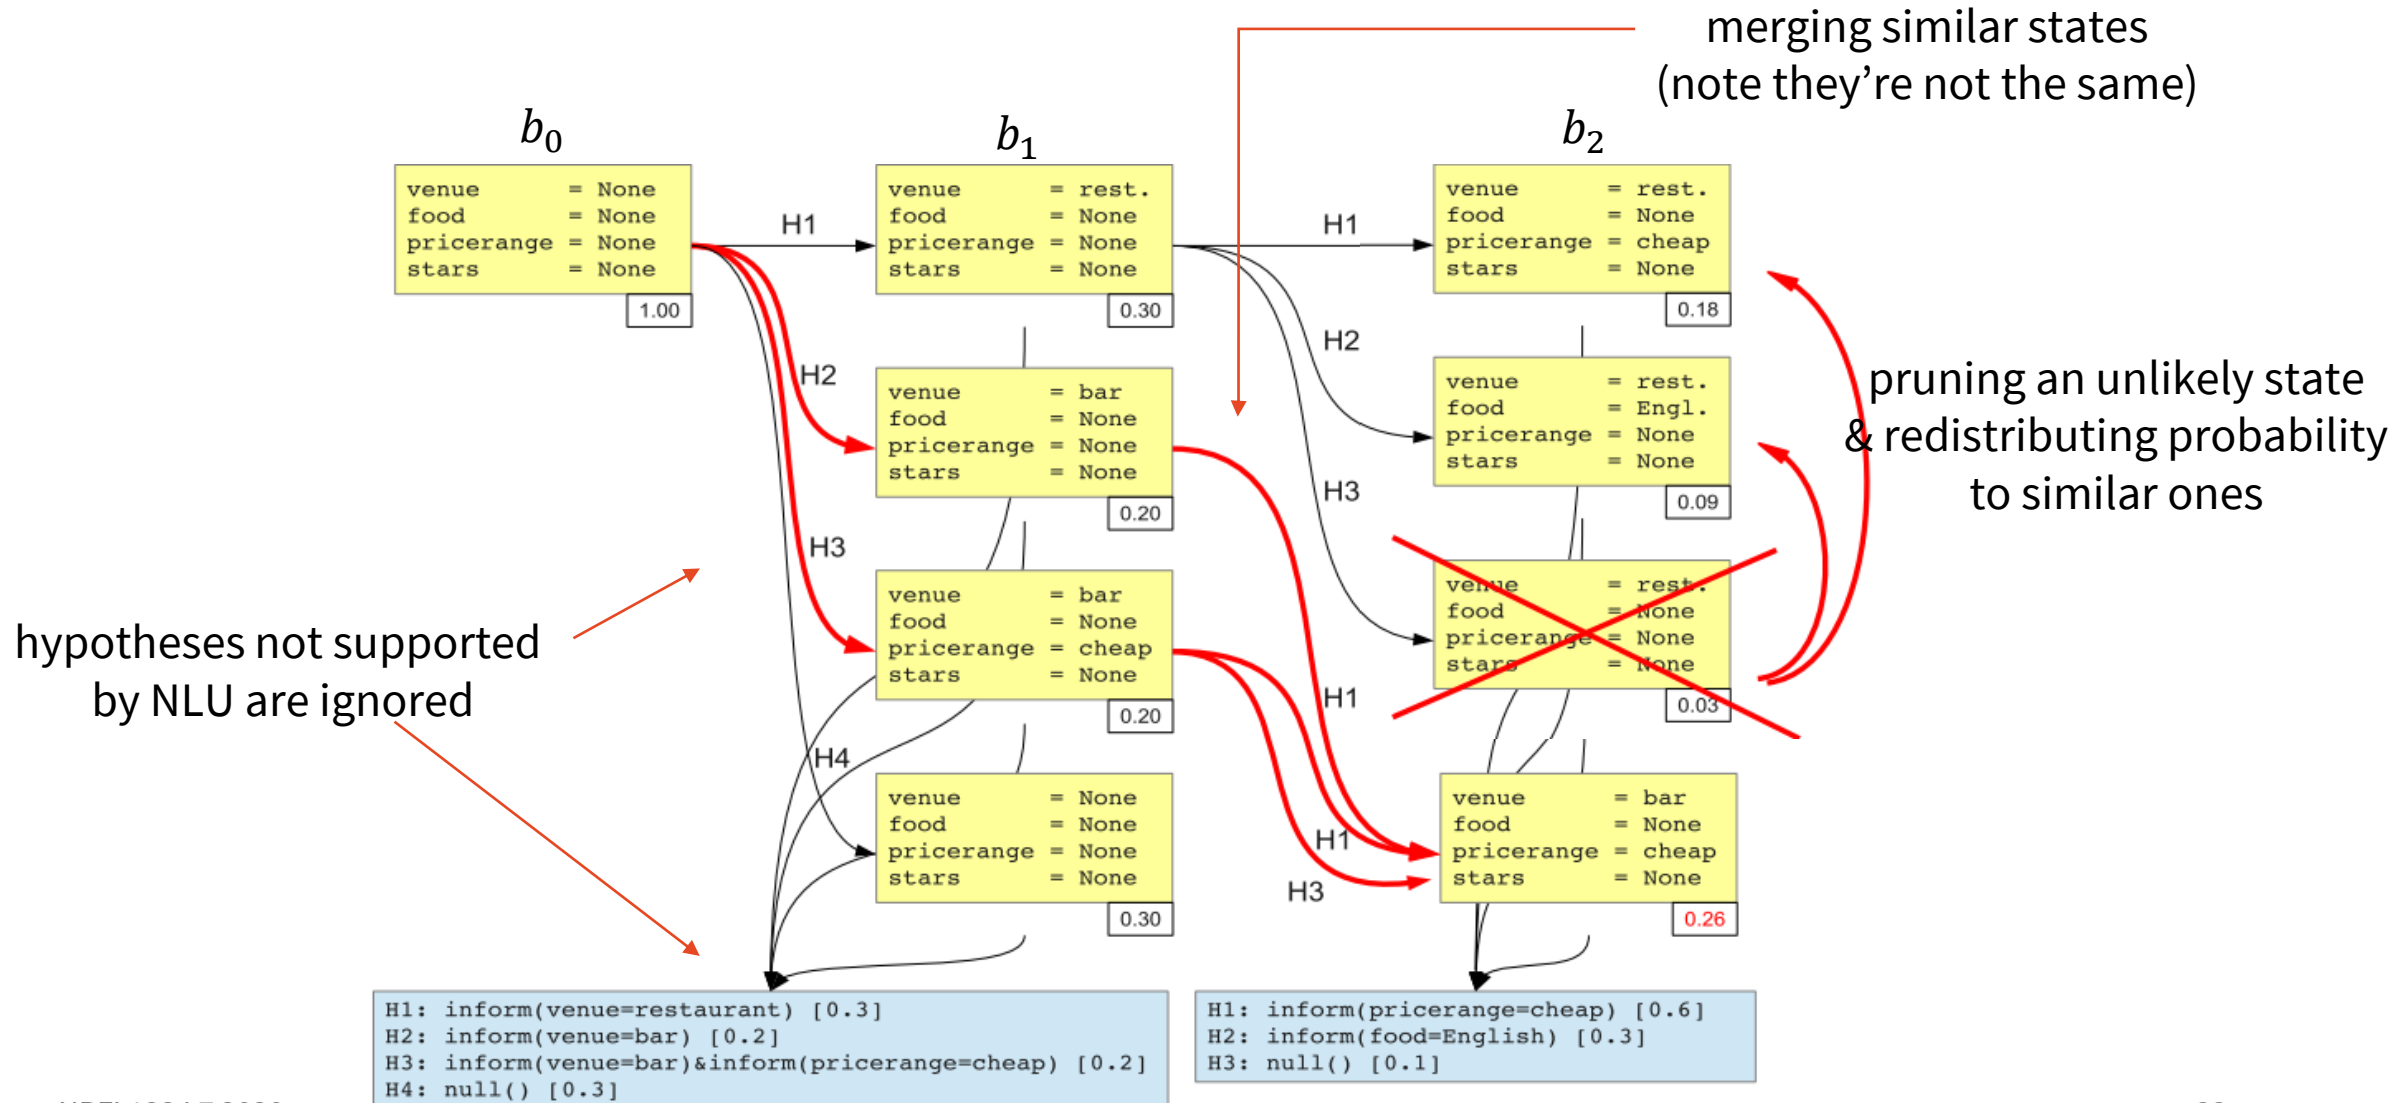 merging similar states
(note they're not the same)
b0
b1
b2
venue = None
food = None
pricerange = None
stars = None
1.00
H1
H2
H3
H4
venue = rest.
food = None
pricerange = None
stars = None
0.30
venue = bar
food = None
pricerange = None
stars = None
0.20
venue = bar
food = None
pricerange = cheap
stars = None
0.20
venue = None
food = None
pricerange = None
stars = None
0.30
H1
H2
H3
H1
H1
H3
venue = rest.
food = None
pricerange = cheap
stars = None
0.18
venue = rest.
food = Engl.
pricerange = None
stars = None
0.09
venue = rest.
food = None
pricerange = None
stars = None
0.03
venue = bar
food = None
pricerange = cheap
stars = None
0.26
pruning an unlikely state
& redistributing probability
to similar ones
hypotheses not supported
by NLU are ignored
H1: inform(venue=restaurant) [0.3]
H2: inform(venue=bar) [0.2]
H3: inform(venue=bar)&inform(pricerange=cheap) [0.2]
H4: null() [0.3]
H1: inform(pricerange=cheap) [0.6]
H2: inform(food=English) [0.3]
H3: null() [0.1]